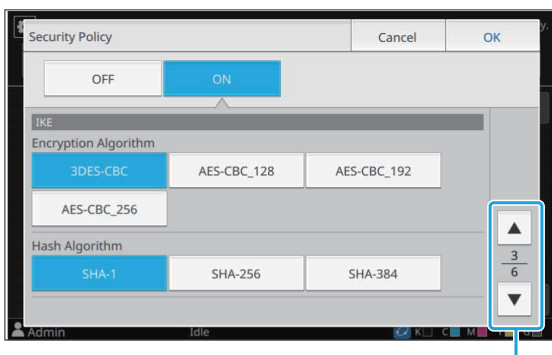 Security Policy Cancel OK
y.
OFF ON
IKE
Encryption Algorithm
3DES-CBC AES-CBC_128 AES-CBC_192
AES-CBC_256
Hash Algorithm
SHA-1 SHA-256 SHA-384
3
6
Admin Idle K C M